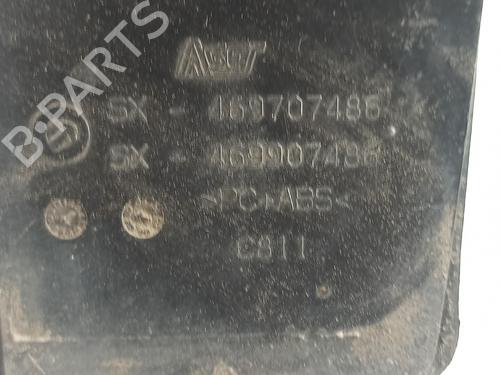 B-PARTS
SX - 469707486
SX - 469907486
>PC+ABS<
C811